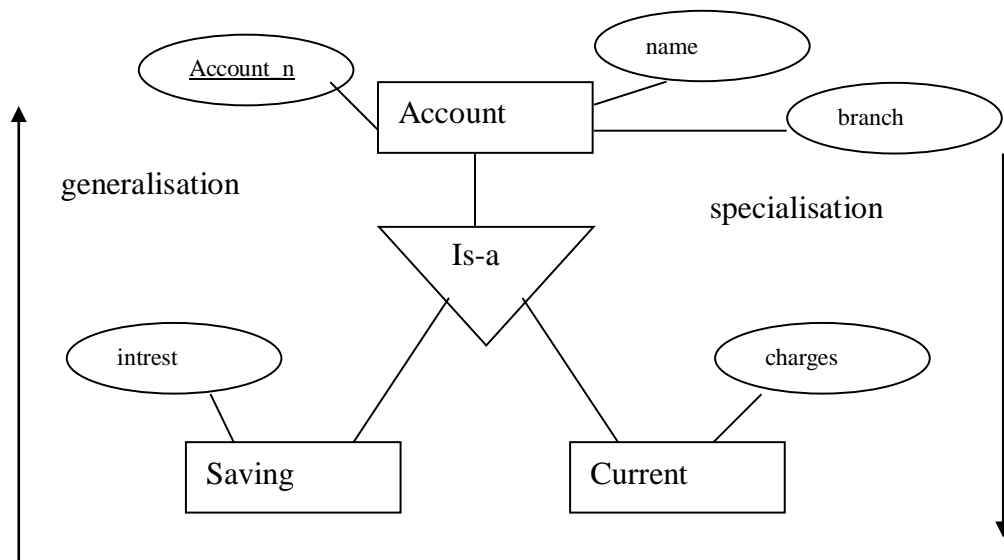 name
Account_n
Account
branch
generalisation
specialisation
Is-a
intrest
charges
Saving
Current